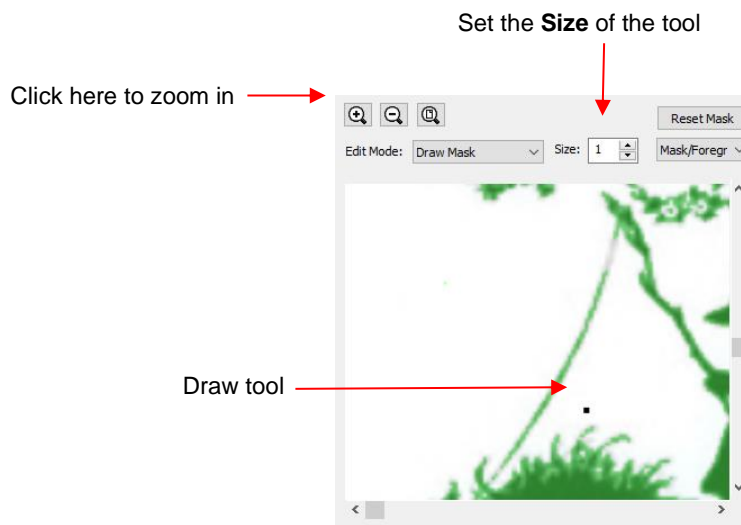 Set the Size of the tool
Click here to zoom in
Reset Mask
Edit Mode: Draw Mask Size: 1 Mask/Foregr
Draw tool